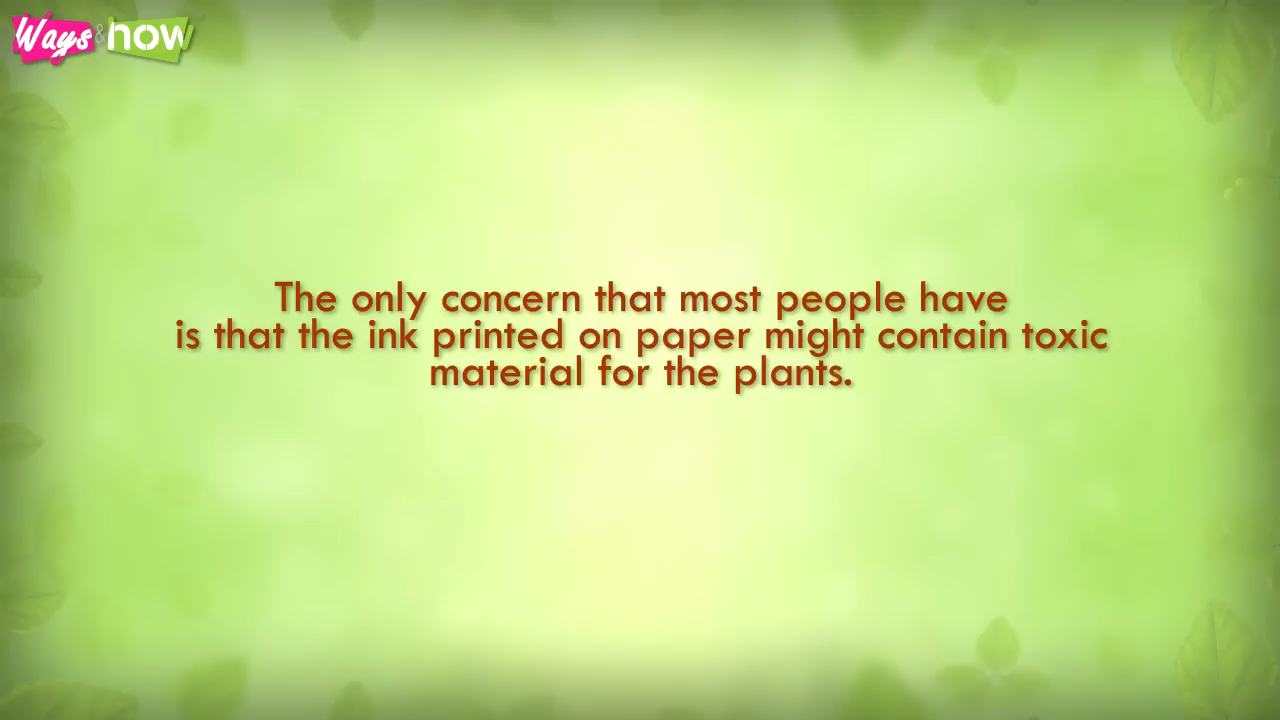 Ways & how
The only concern that most people have
is that the ink printed on paper might contain toxic
material for the plants.